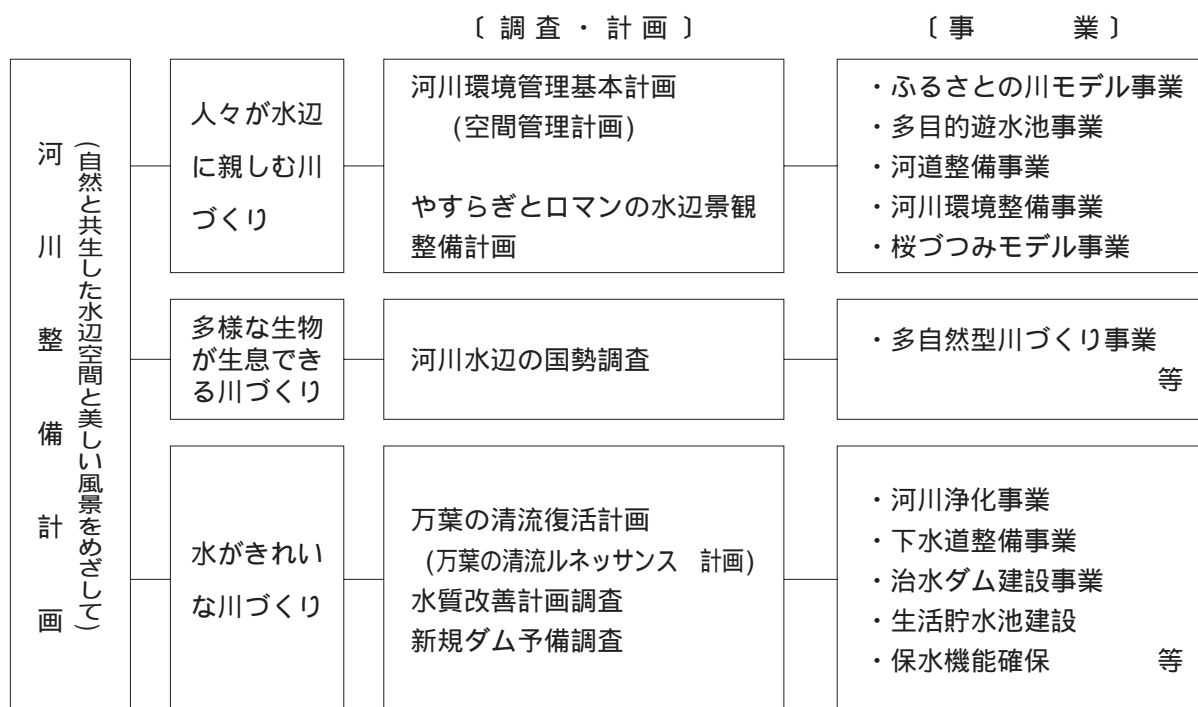 〔調査・計画〕
〔事　　業〕
河川整備計画
(自然と共生した水辺空間と美しい風景をめざして)
人々が水辺
に親しむ川
づくり
河川環境管理基本計画
(空間管理計画)
やすらぎとロマンの水辺景観
整備計画
・ふるさとの川モデル事業
・多目的遊水池事業
・河道整備事業
・河川環境整備事業
・桜づつみモデル事業
多様な生物
が生息でき
る川づくり
河川水辺の国勢調査
・多自然型川づくり事業
等
水がきれい
な川づくり
万葉の清流復活計画
(万葉の清流ルネッサンス　計画)
水質改善計画調査
新規ダム予備調査
・河川浄化事業
・下水道整備事業
・治水ダム建設事業
・生活貯水池建設
・保水機能確保　　　等